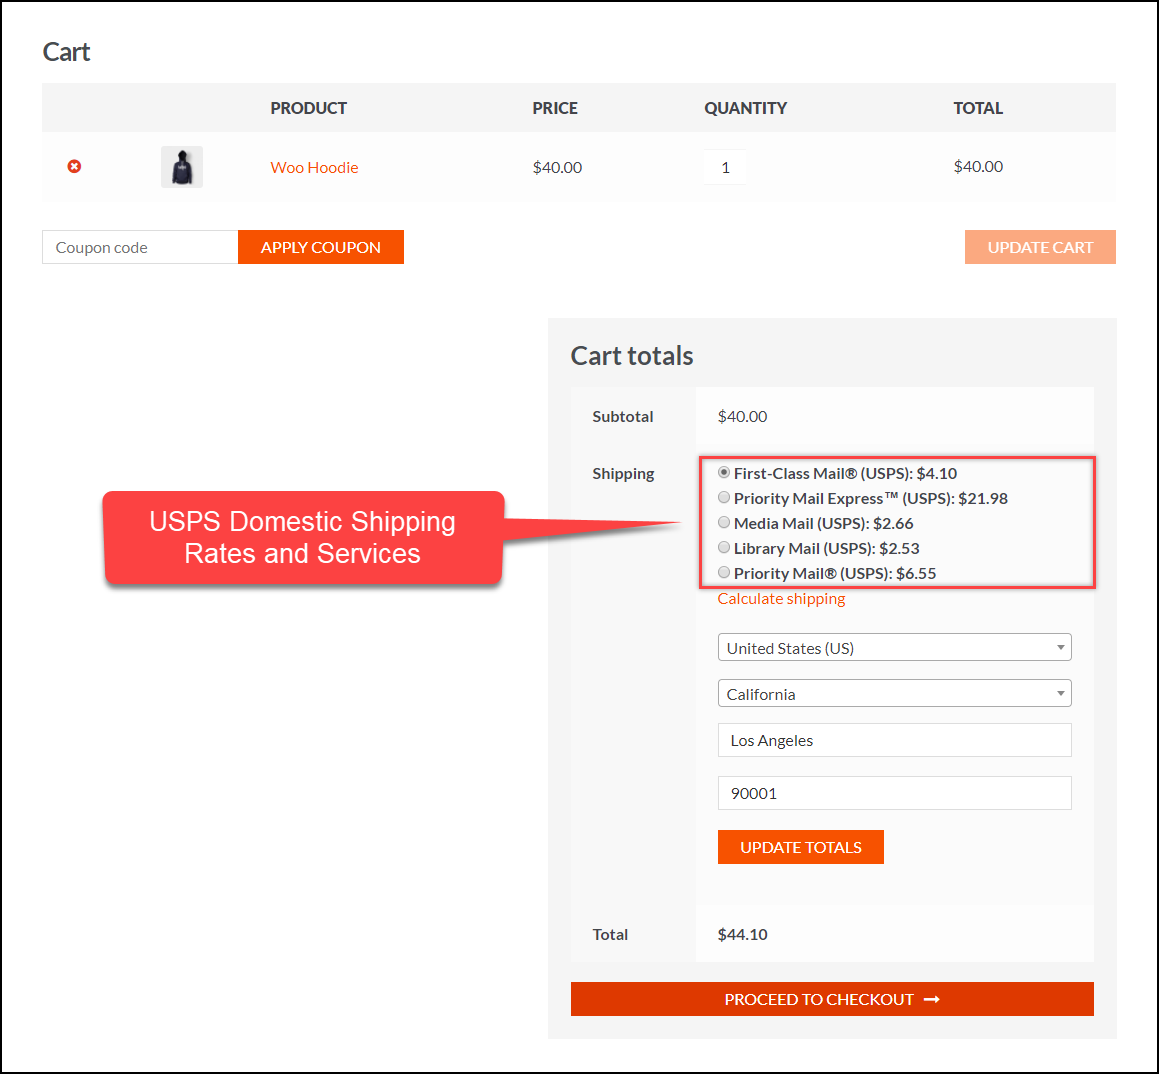 Cart
PRODUCT PRICE QUANTITY TOTAL
Woo Hoodie $40.00 1 $40.00
Coupon code APPLY COUPON UPDATE CART
Cart totals
Subtotal $40.00
Shipping First-Class Mail® (USPS): $4.10
Priority Mail Express™ (USPS): $21.98
Media Mail (USPS): $2.66
Library Mail (USPS): $2.53
Priority Mail® (USPS): $6.55
USPS Domestic Shipping
Rates and Services
Calculate shipping
United States (US)
California
Los Angeles
90001
UPDATE TOTALS
Total $44.10
PROCEED TO CHECKOUT →